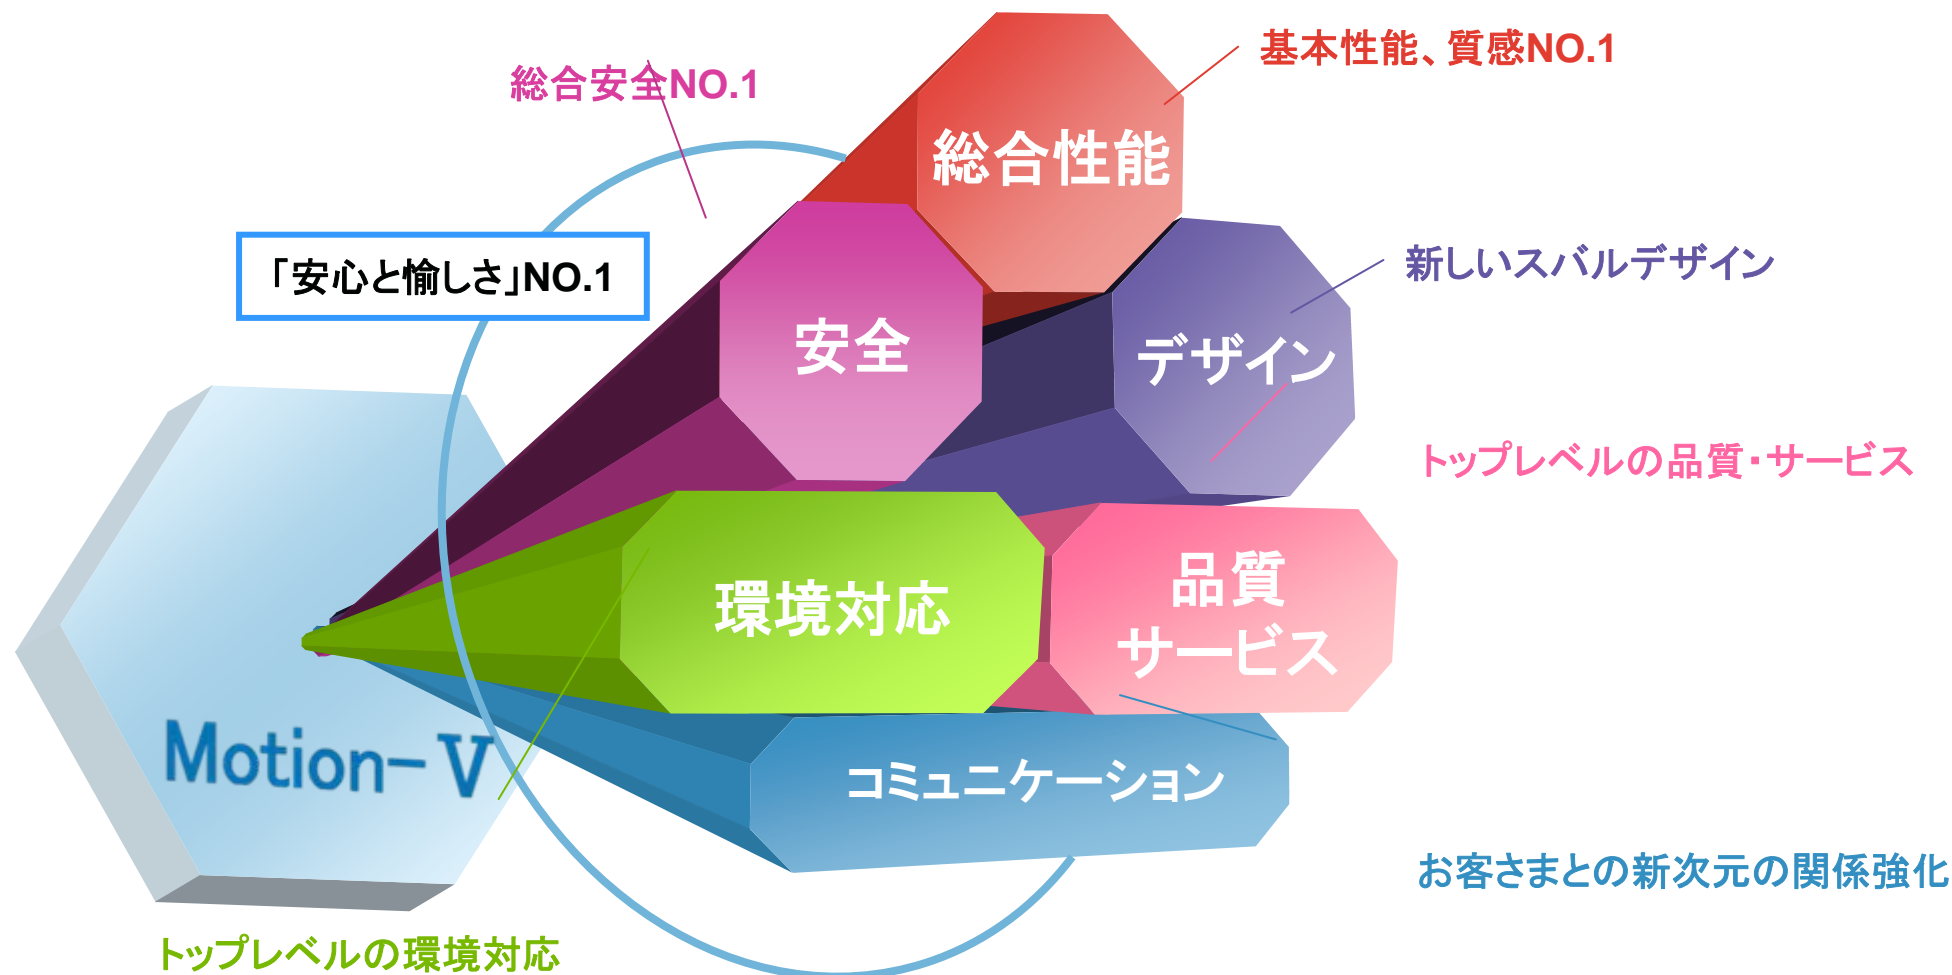 基本性能、質感NO.1
総合安全NO.1
総合性能
「安心と愉しさ」NO.1
新しいスバルデザイン
安全
デザイン
トップレベルの品質・サービス
環境対応
品質
サービス
Motion-Ⅴ
コミュニケーション
お客さまとの新次元の関係強化
トップレベルの環境対応